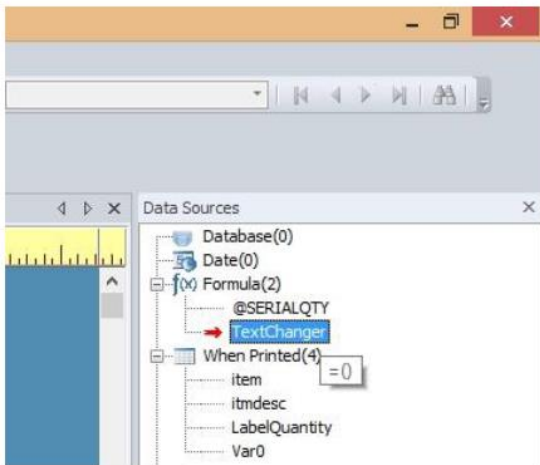 Data Sources
Database(0)
Date(0)
f(x) Formula(2)
@SERIALQTY
TextChanger
When Printed(4)
=0
item
itmdesc
LabelQuantity
Var0